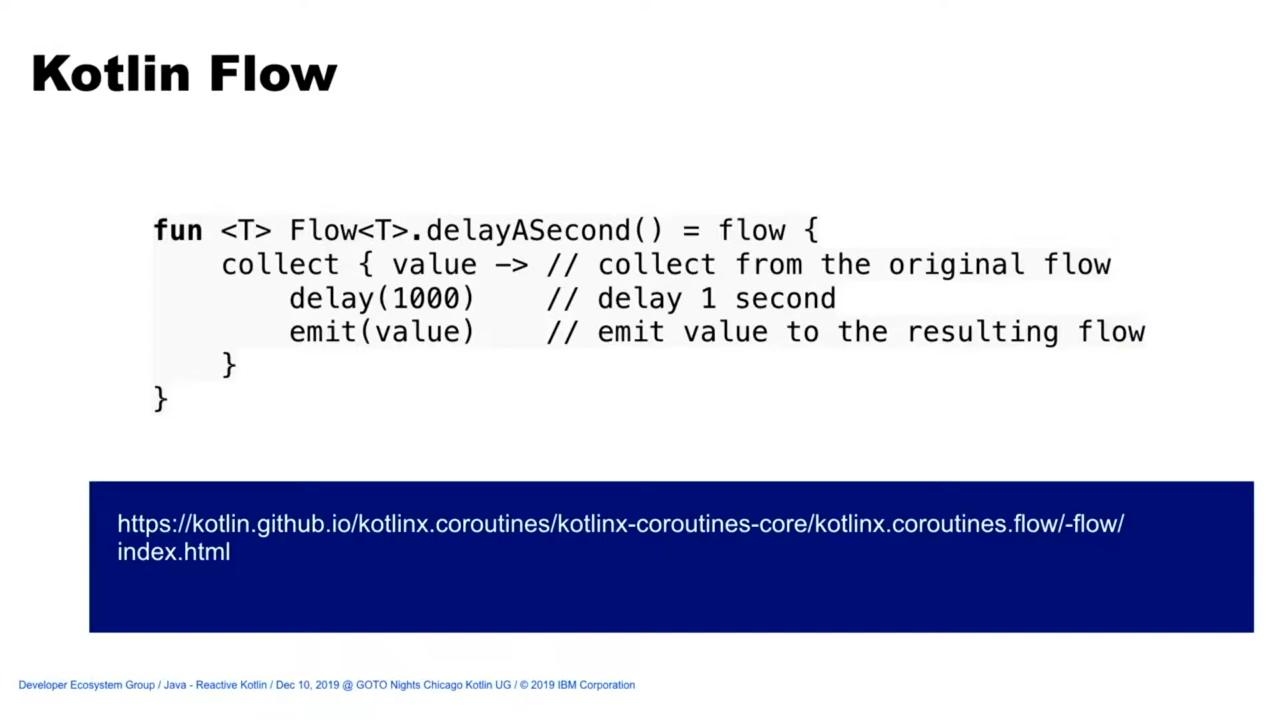 Kotlin Flow
fun <T> Flow<T>.delayASecond() = flow {
    collect { value –> // collect from the original flow
        delay(1000)    // delay 1 second
        emit(value)    // emit value to the resulting flow
    }
}
https://kotlin.github.io/kotlinx.coroutines/kotlinx-coroutines-core/kotlinx.coroutines.flow/-flow/
index.html
Developer Ecosystem Group / Java - Reactive Kotlin / Dec 10, 2019 @ GOTO Nights Chicago Kotlin UG / © 2019 IBM Corporation